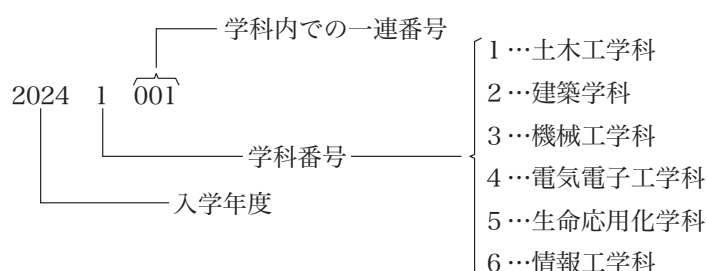 学科内での一連番号
2024 1 001
学科番号
入学年度
1…土木工学科
2…建築学科
3…機械工学科
4…電気電子工学科
5…生命応用化学科
6…情報工学科